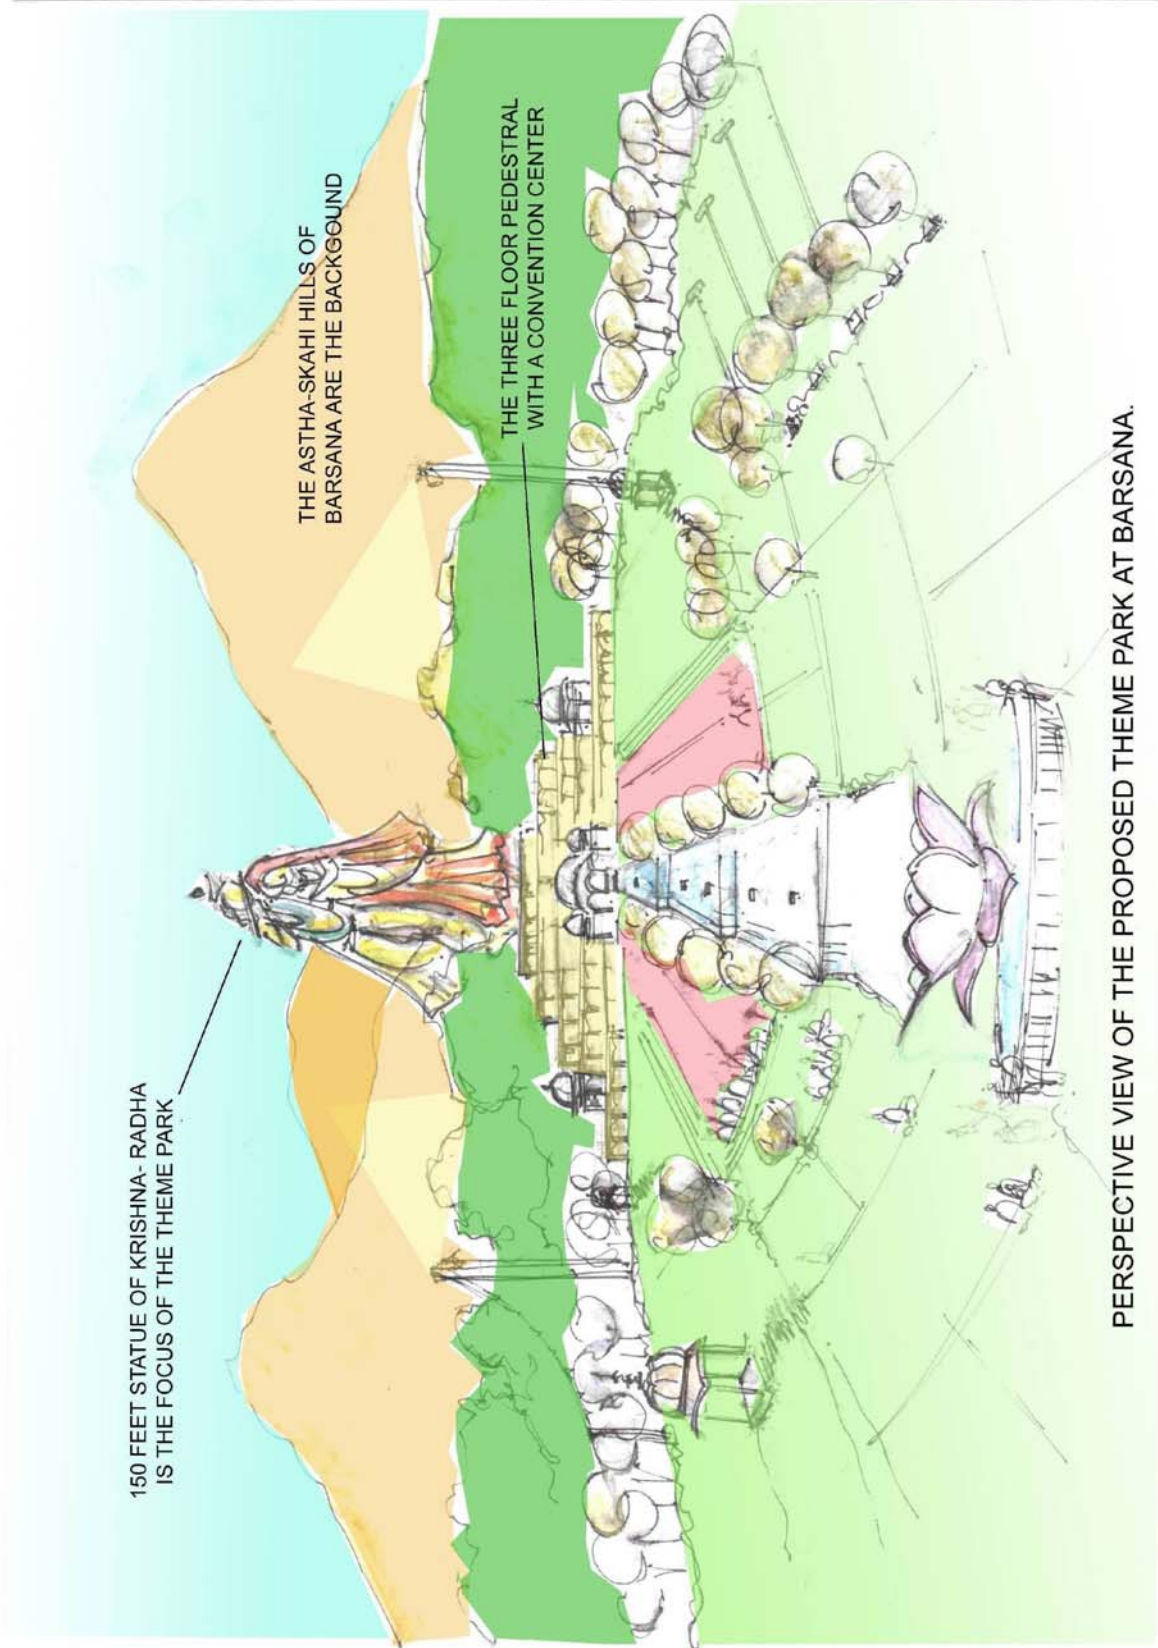 150 FEET STATUE OF KRISHNA- RADHA
IS THE FOCUS OF THE THEME PARK
THE ASTHA-SKAHI HILLS OF
BARSANA ARE THE BACKGOUND
THE THREE FLOOR PEDESTRAL
WITH A CONVENTION CENTER
PERSPECTIVE VIEW OF THE PROPOSED THEME PARK AT BARSANA.